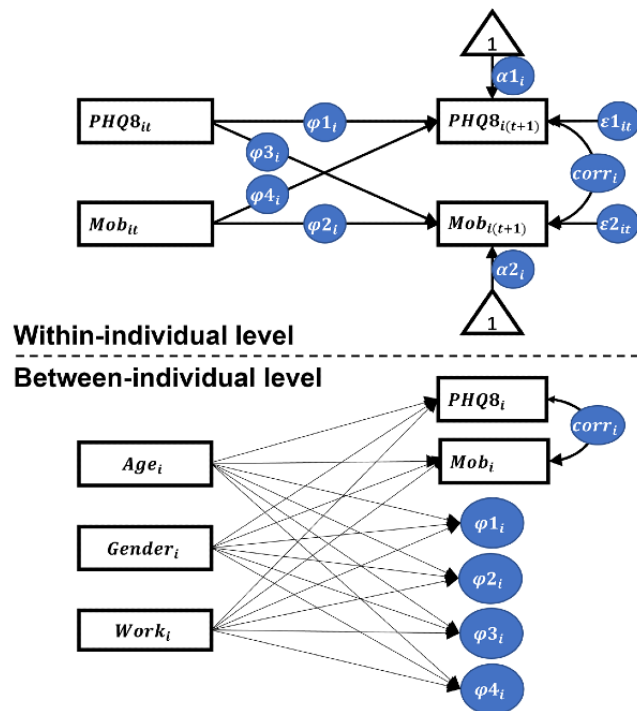 1
α1ᵢ
PHQ8ᵢₜ φ1ᵢ PHQ8ᵢ₍ₜ₊₁₎ ε1ᵢₜ
φ3ᵢ corrᵢ
φ4ᵢ
Mobᵢₜ φ2ᵢ Mobᵢ₍ₜ₊₁₎ ε2ᵢₜ
α2ᵢ
1
Within-individual level
Between-individual level
PHQ8ᵢ
corrᵢ
Ageᵢ Mobᵢ
φ1ᵢ
Genderᵢ
φ2ᵢ
Workᵢ φ3ᵢ
φ4ᵢ